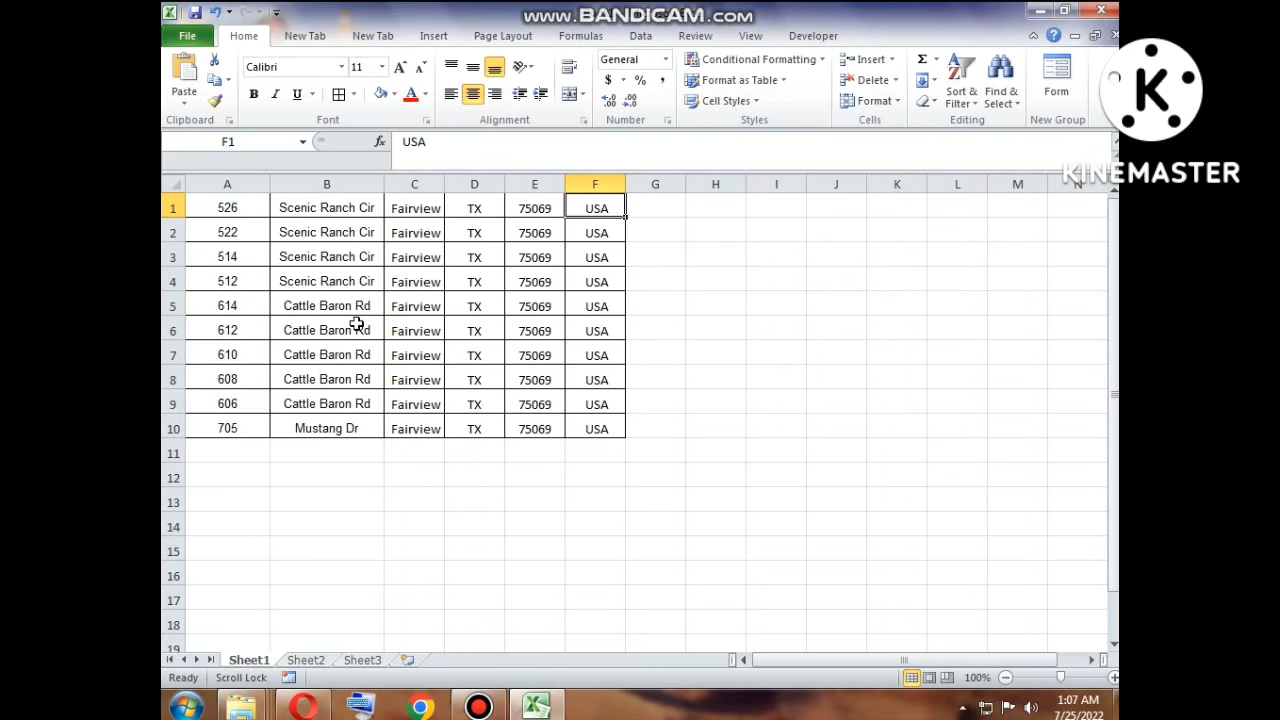 www.BANDICAM.com
File Home New Tab New Tab Insert Page Layout Formulas Data Review View Developer
Paste
Clipboard
Calibri 11
B I U
A A A
Font
Alignment
General
$ % ,
Number
Conditional Formatting
Format as Table
Cell Styles
Styles
Insert
Delete
Format
Cells
Σ
Sort & Filter
Find & Select
Editing
Form
New Group
K
KINEMASTER
F1 fx USA
A B C D E F G H I J K L M N
1 526 Scenic Ranch Cir Fairview TX 75069 USA
2 522 Scenic Ranch Cir Fairview TX 75069 USA
3 514 Scenic Ranch Cir Fairview TX 75069 USA
4 512 Scenic Ranch Cir Fairview TX 75069 USA
5 614 Cattle Baron Rd Fairview TX 75069 USA
6 612 Cattle Baron Rd Fairview TX 75069 USA
7 610 Cattle Baron Rd Fairview TX 75069 USA
8 608 Cattle Baron Rd Fairview TX 75069 USA
9 606 Cattle Baron Rd Fairview TX 75069 USA
10 705 Mustang Dr Fairview TX 75069 USA
11
12
13
14
15
16
17
18
19
Sheet1 Sheet2 Sheet3
Ready Scroll Lock 100%
1:07 AM
7/25/2022